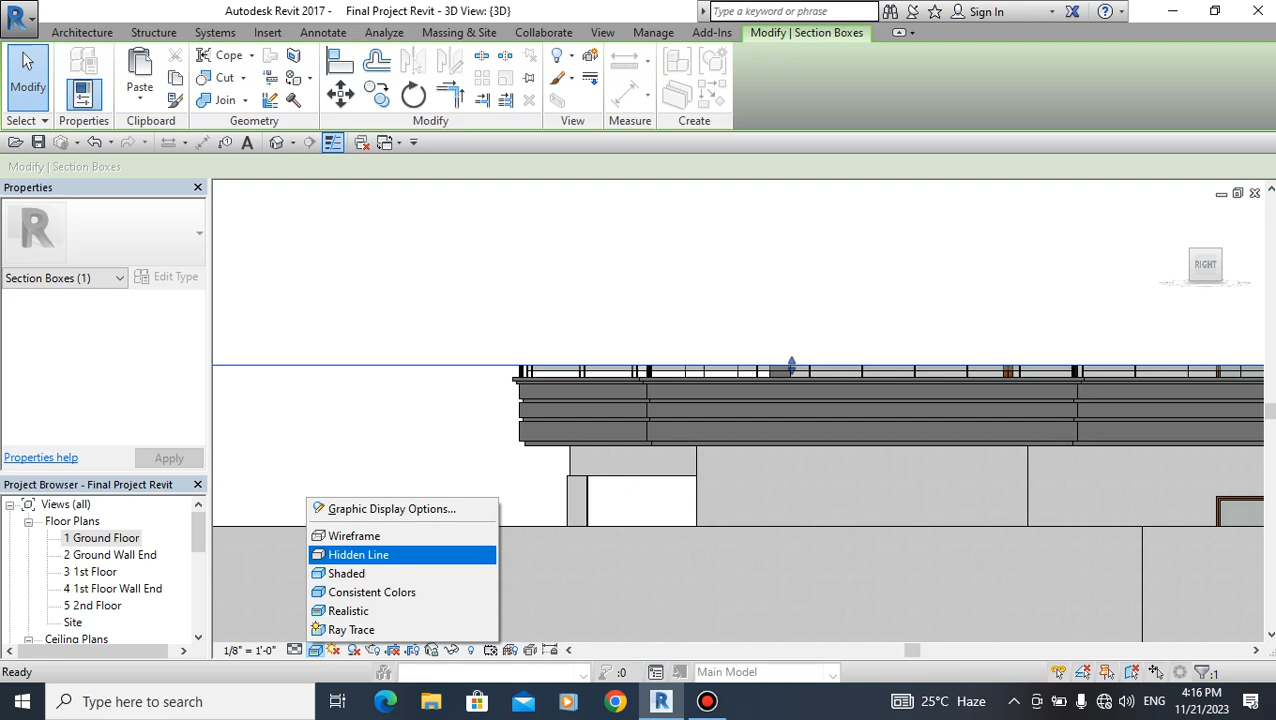 Autodesk Revit 2017 - Final Project Revit - 3D View: {3D}
Type a keyword or phrase
Sign In
Architecture Structure Systems Insert Annotate Analyze Massing & Site Collaborate View Manage Add-Ins Modify | Section Boxes
Modify
Paste
Cope
Cut
Join
Select Properties Clipboard Geometry Modify View Measure Create
Modify | Section Boxes
Properties
Section Boxes (1)
Edit Type
Properties help
Apply
RIGHT
Project Browser - Final Project Revit
Views (all)
Floor Plans
1 Ground Floor
2 Ground Wall End
3 1st Floor
4 1st Floor Wall End
5 2nd Floor
Site
Ceiling Plans
Graphic Display Options...
Wireframe
Hidden Line
Shaded
Consistent Colors
Realistic
Ray Trace
1/8" = 1'-0"
Ready
:0
Main Model
:1
Type here to search
25°C Haze
ENG
4:16 PM
11/21/2023